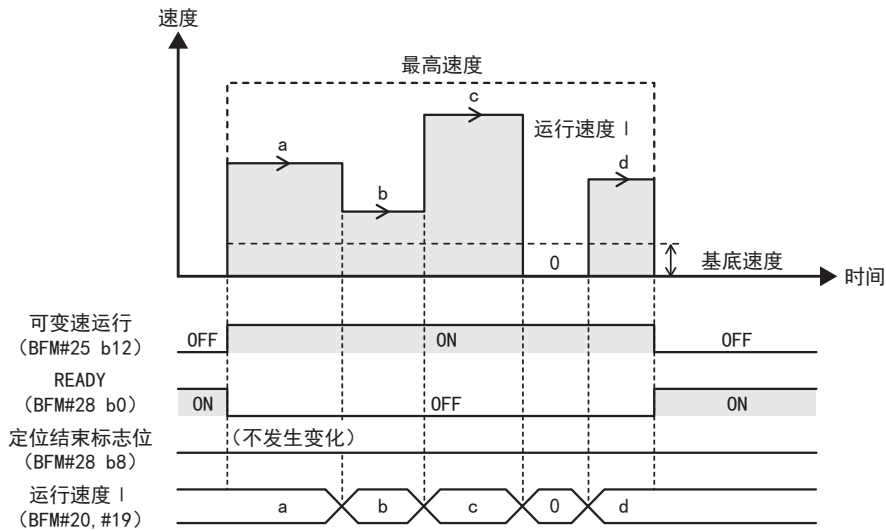 速度
最高速度
c
运行速度Ⅰ
a
d
b
0
基底速度
时间
可变速运行
(BFM#25 b12)
OFF
ON
OFF
READY
(BFM#28 b0)
ON
OFF
ON
定位结束标志位
(BFM#28 b8)
(不发生变化)
运行速度Ⅰ
(BFM#20, #19)
a
b
c
0
d